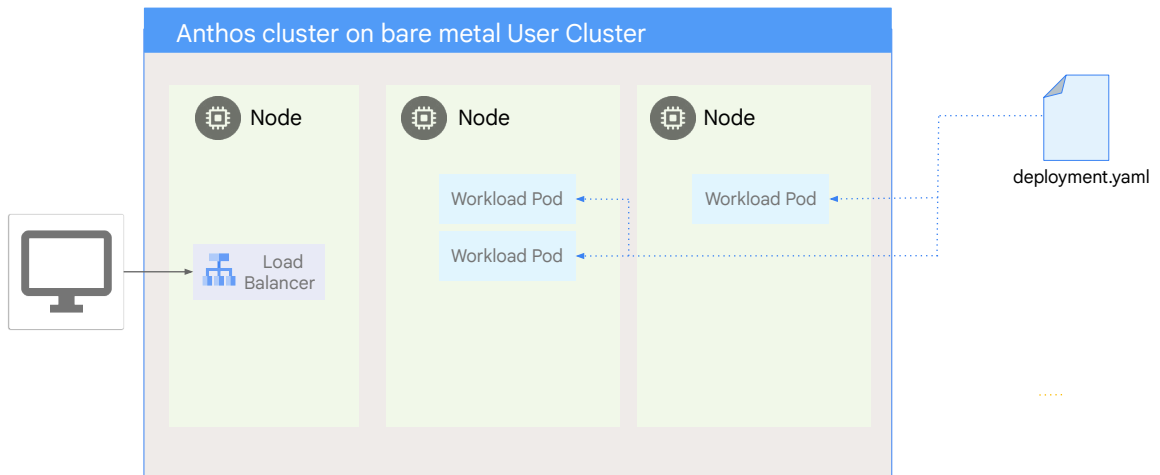 Anthos cluster on bare metal User Cluster
Node
Node
Node
deployment.yaml
Workload Pod
Workload Pod
Workload Pod
Load
Balancer